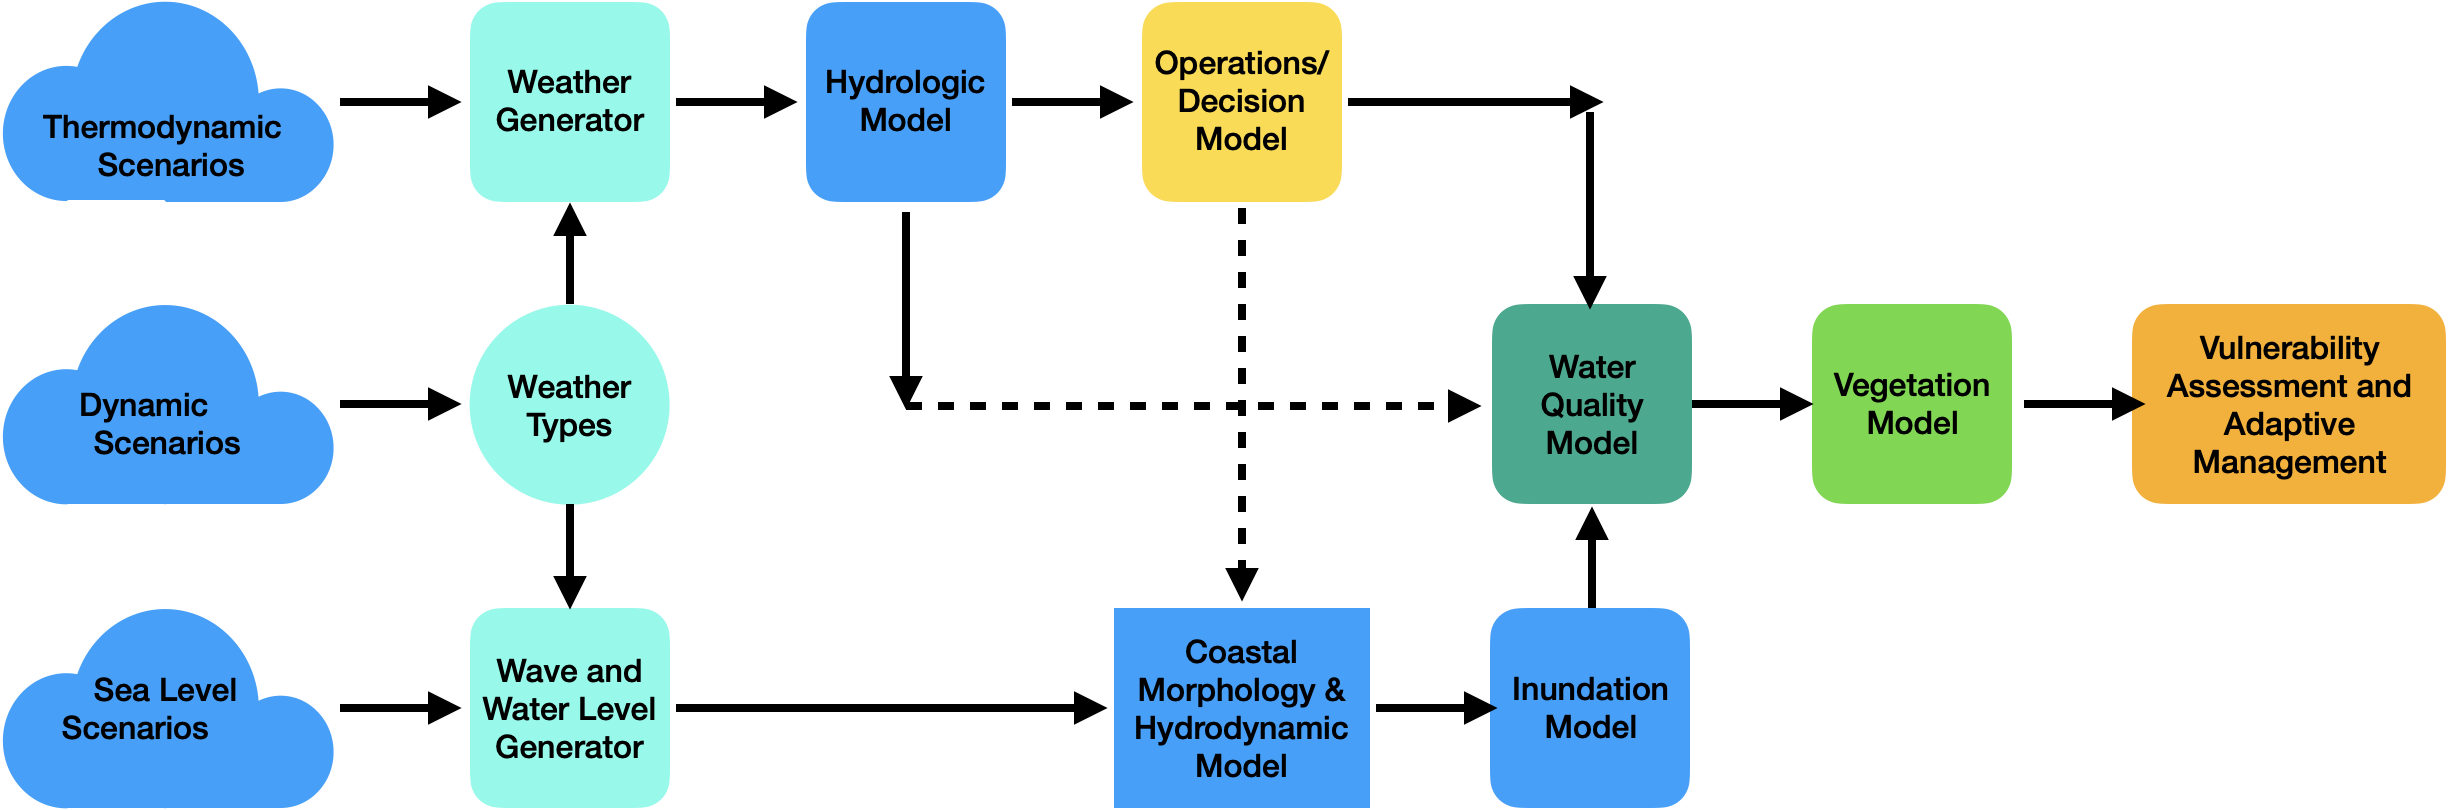 Thermodynamic
Scenarios
Weather
Generator
Hydrologic
Model
Operations/
Decision
Model
Dynamic
Scenarios
Weather
Types
Water
Quality
Model
Vegetation
Model
Vulnerability
Assessment and
Adaptive
Management
Sea Level
Scenarios
Wave and
Water Level
Generator
Coastal
Morphology &
Hydrodynamic
Model
Inundation
Model